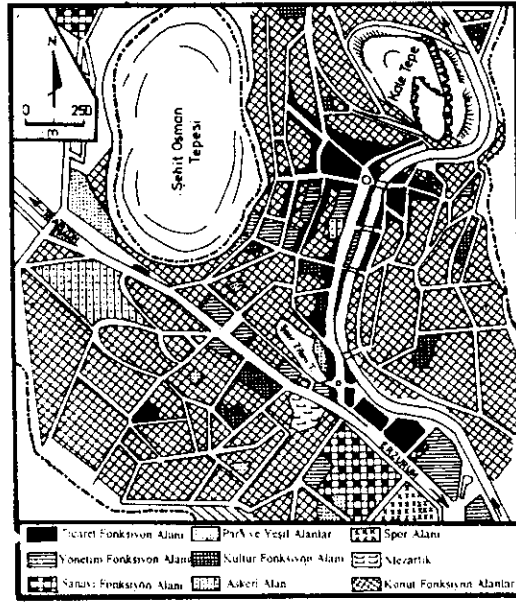 N
0 250
m
Şehit Osman
Tepesi
Kale Tepe
ERZURUM
Ticaret Fonksiyon Alanı
Park ve Yeşil Alanlar
Spor Alanı
Yönetim Fonksiyon Alanı
Kültür Fonksiyon Alanı
Mezarlık
Sanayi Fonksiyon Alanı
Askeri Alan
Konut Fonksiyon Alanları